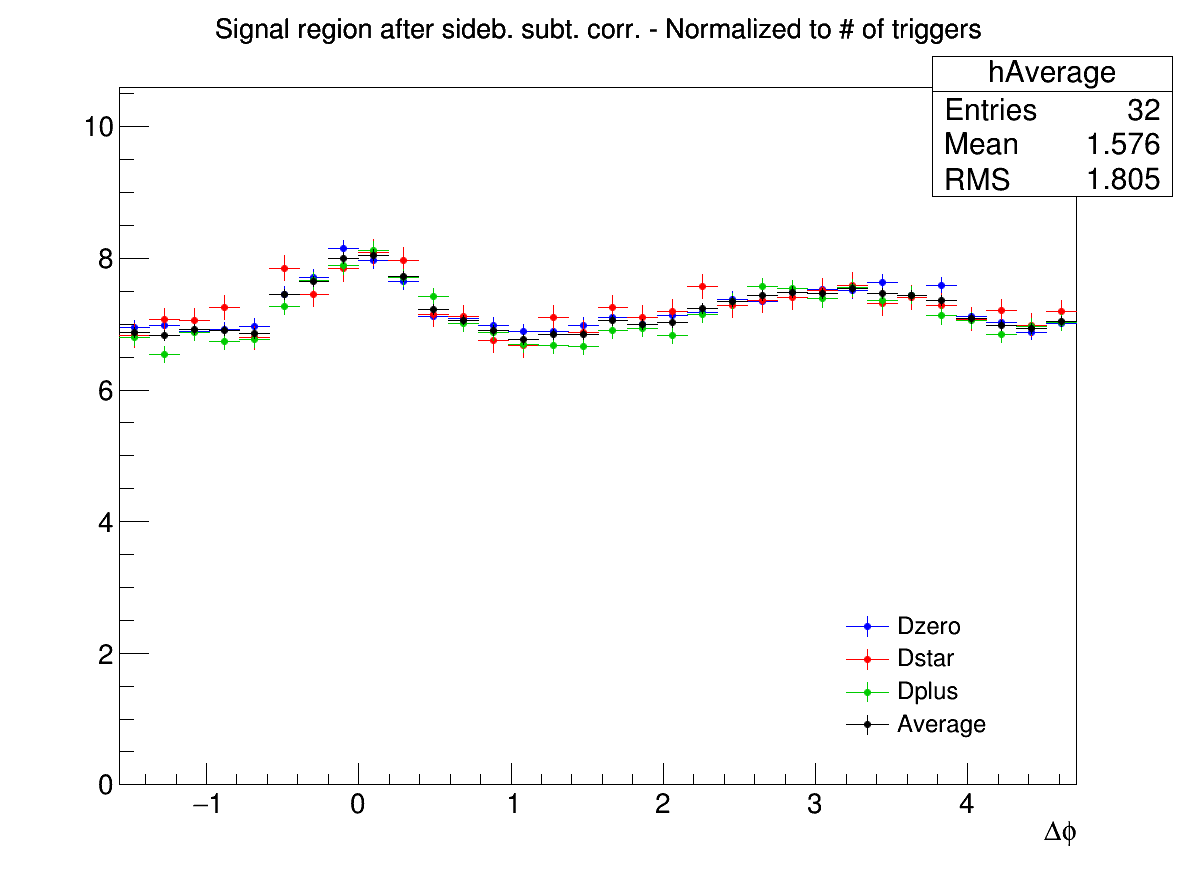 Signal region after sideb. subt. corr. - Normalized to # of triggers
hAverage
Entries 32
Mean 1.576
RMS 1.805
10
8
6
4
2
0
Dzero
Dstar
Dplus
Average
−1 0 1 2 3 4
Δϕ